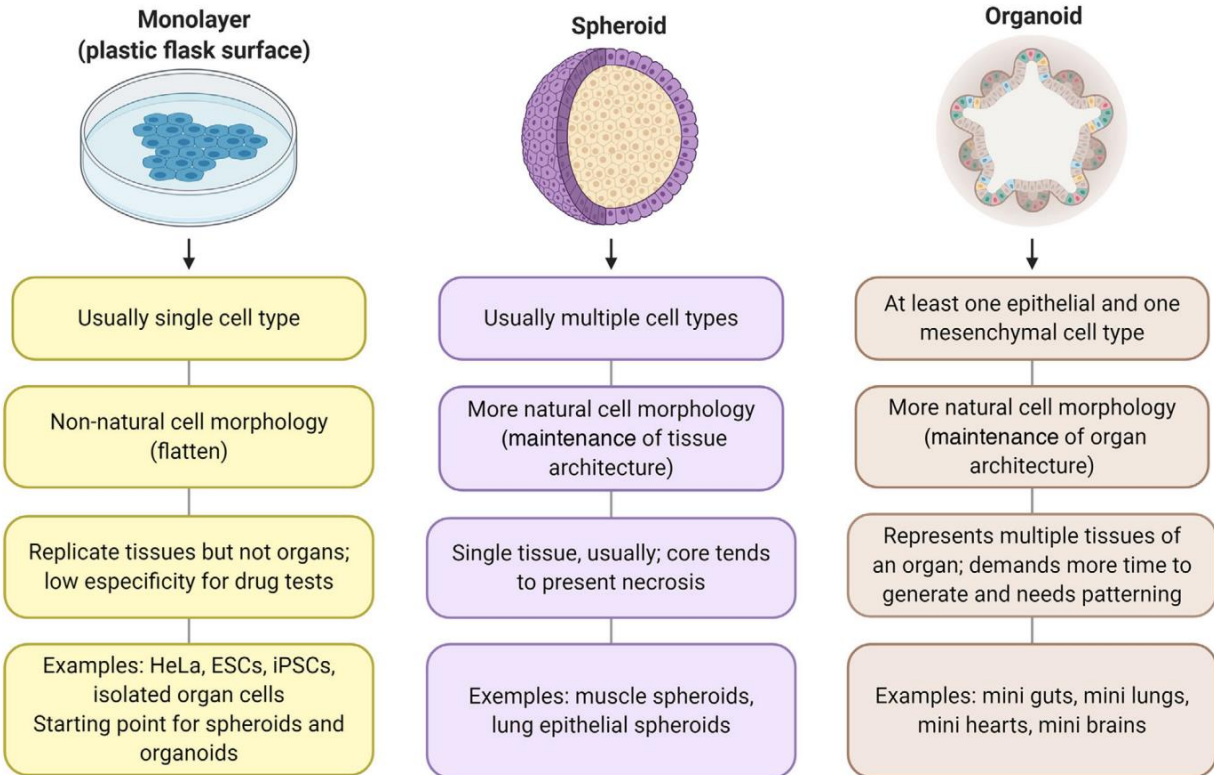 Monolayer
(plastic flask surface)
Usually single cell type
Non-natural cell morphology
(flatten)
Replicate tissues but not organs;
low especificity for drug tests
Examples: HeLa, ESCs, iPSCs,
isolated organ cells
Starting point for spheroids and
organoids
Spheroid
Usually multiple cell types
More natural cell morphology
(maintenance of tissue
architecture)
Single tissue, usually; core tends
to present necrosis
Exemples: muscle spheroids,
lung epithelial spheroids
Organoid
At least one epithelial and one
mesenchymal cell type
More natural cell morphology
(maintenance of organ
architecture)
Represents multiple tissues of
an organ; demands more time to
generate and needs patterning
Examples: mini guts, mini lungs,
mini hearts, mini brains